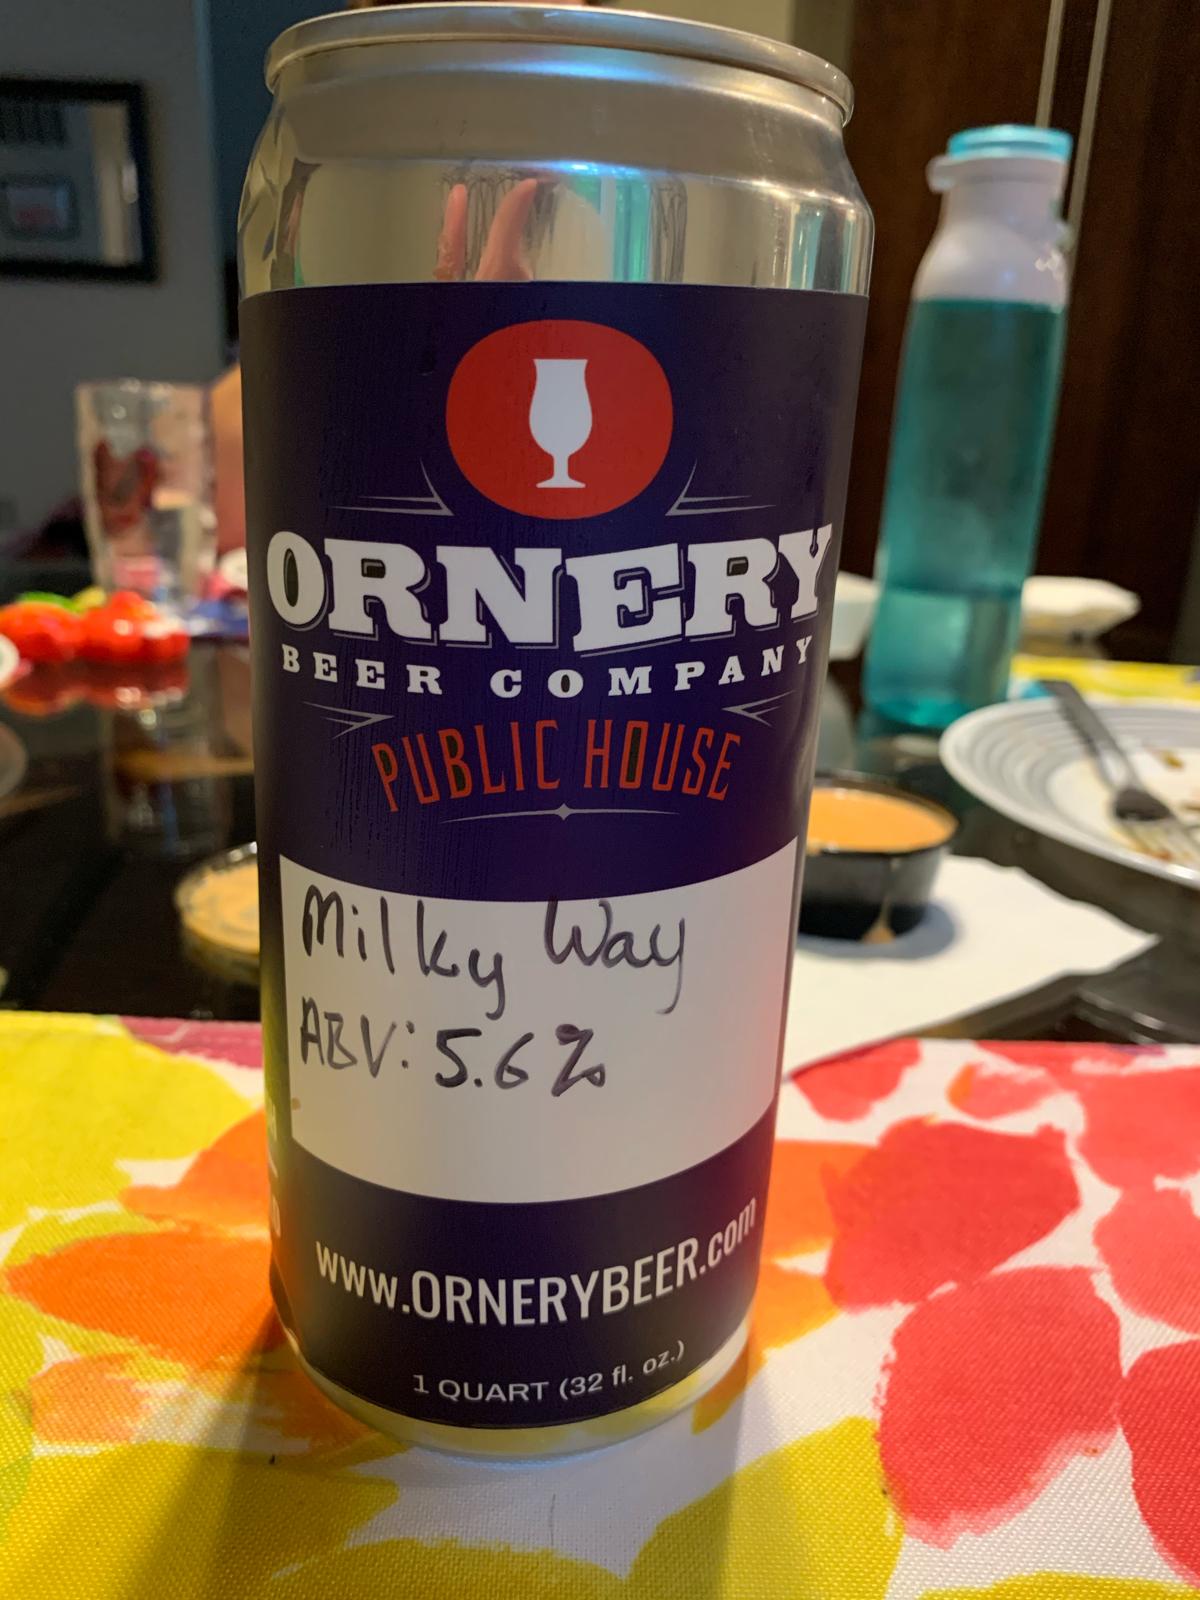 ORNERY
BEER COMPANY
PUBLIC HOUSE
Milky Way
ABV: 5.6%
www.ORNERYBEER.com
1 QUART (32 fl. oz.)